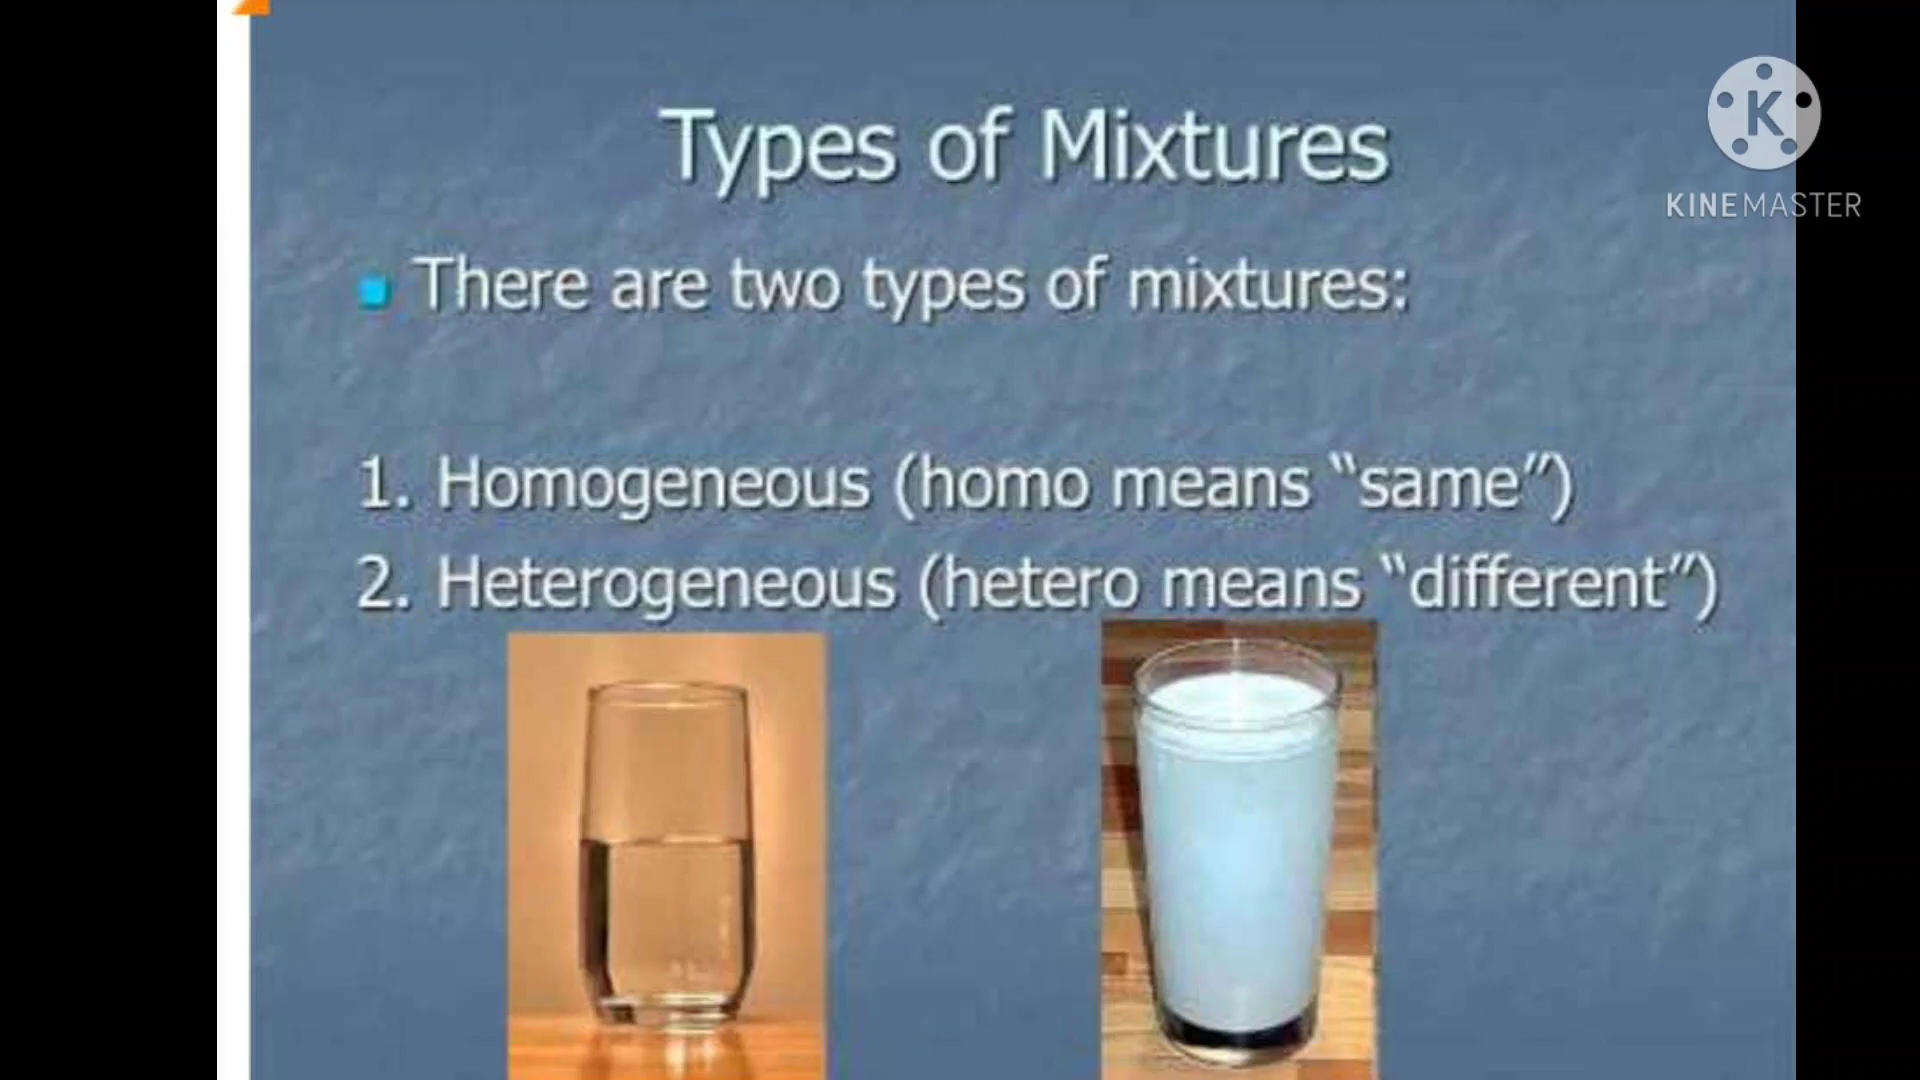 Types of Mixtures
K
KINEMASTER
There are two types of mixtures:
1. Homogeneous (homo means “same”)
2. Heterogeneous (hetero means “different”)